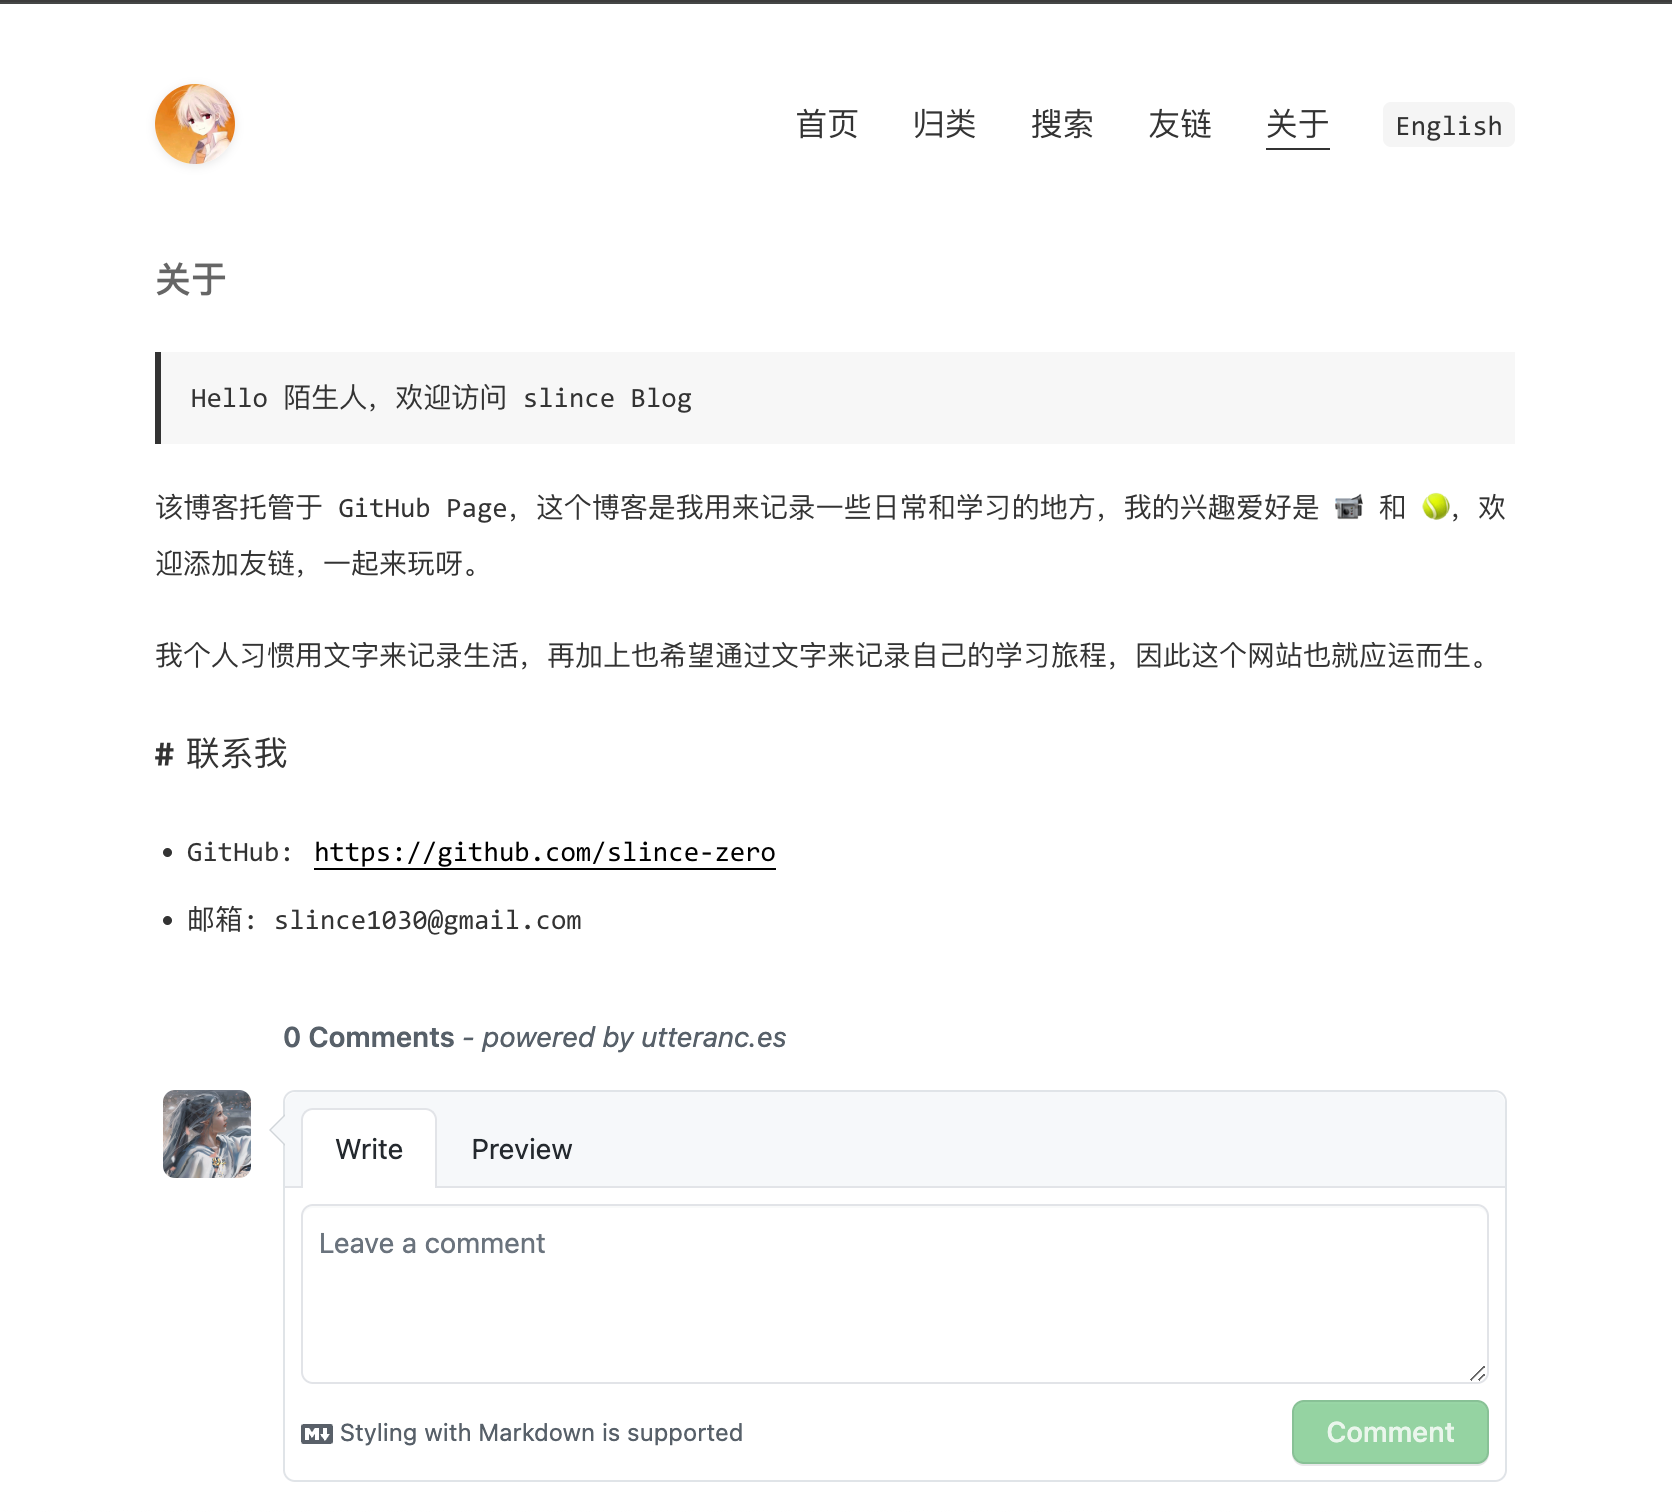 首页 归类 搜索 友链 关于 English
关于
Hello 陌生人，欢迎访问 slince Blog
该博客托管于 GitHub Page，这个博客是我用来记录一些日常和学习的地方，我的兴趣爱好是 📹 和 🎾，欢
迎添加友链，一起来玩呀。
我个人习惯用文字来记录生活，再加上也希望通过文字来记录自己的学习旅程，因此这个网站也就应运而生。
# 联系我
• GitHub: https://github.com/slince-zero
• 邮箱: slince1030@gmail.com
0 Comments - powered by utteranc.es
Write Preview
Leave a comment
M↓ Styling with Markdown is supported
Comment